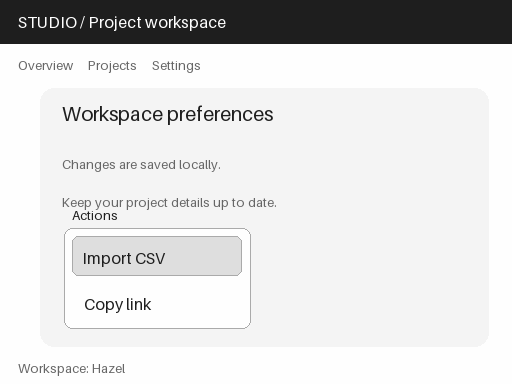 STUDIO / Project workspace
Overview Projects Settings
Workspace preferences
Changes are saved locally.
Keep your project details up to date.
Actions
Import CSV
Copy link
Workspace: Hazel